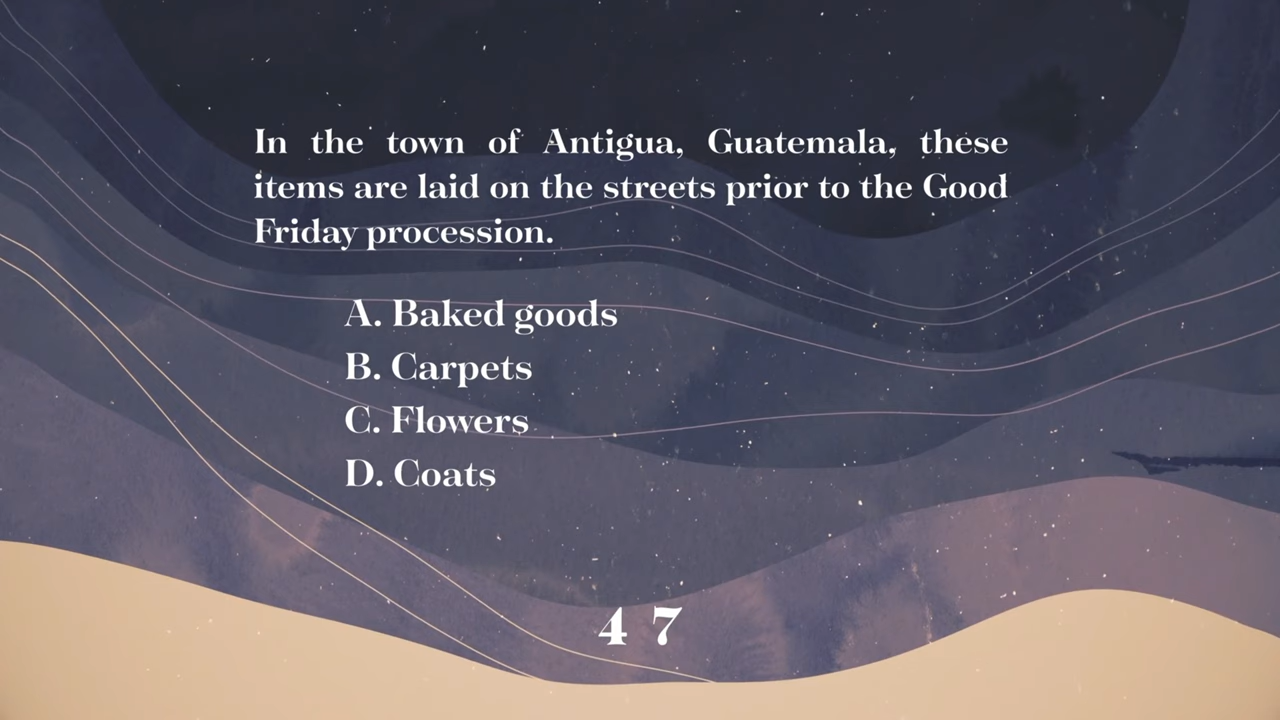 In the town of Antigua, Guatemala, these
items are laid on the streets prior to the Good
Friday procession.
A. Baked goods
B. Carpets
C. Flowers
D. Coats
4 7